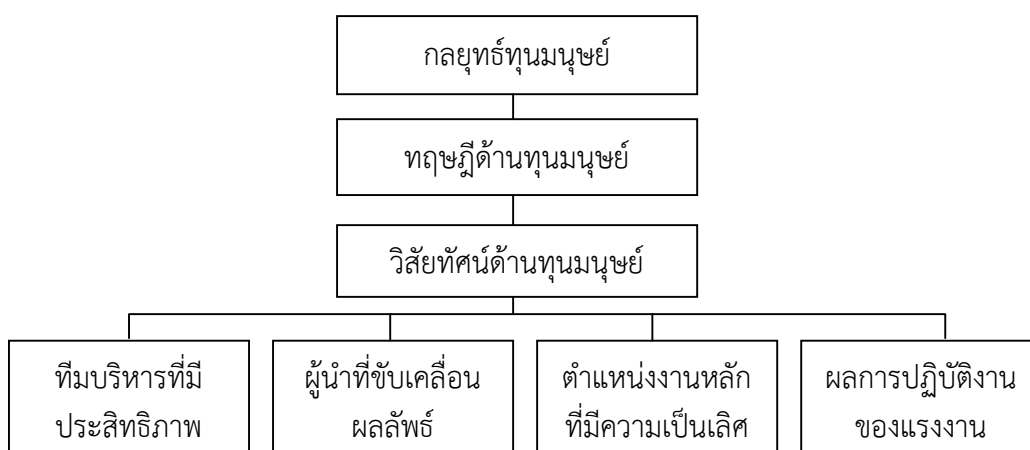 กลยุทธ์ทุนมนุษย์
ทฤษฎีด้านทุนมนุษย์
วิสัยทัศน์ด้านทุนมนุษย์
ทีมบริหารที่มี
ประสิทธิภาพ
ผู้นำที่ขับเคลื่อน
ผลลัพธ์
ตำแหน่งงานหลัก
ที่มีความเป็นเลิศ
ผลการปฏิบัติงาน
ของแรงงาน